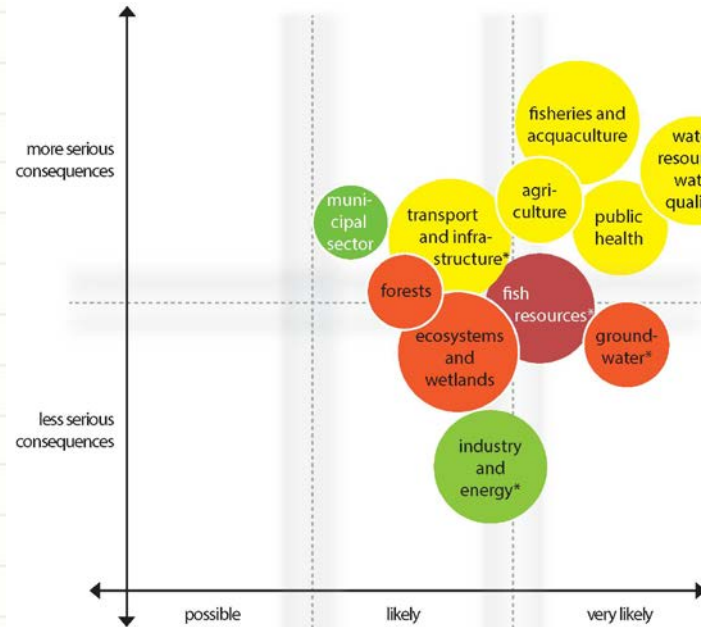 more serious
consequences
less serious
consequences
fisheries and
acquaculture
agri-
culture
public
health
muni-
cipal
sector
transport
and infra-
structure*
forests
fish
resources*
ground-
water*
ecosystems
and
wetlands
industry
and
energy*
possible
likely
very likely